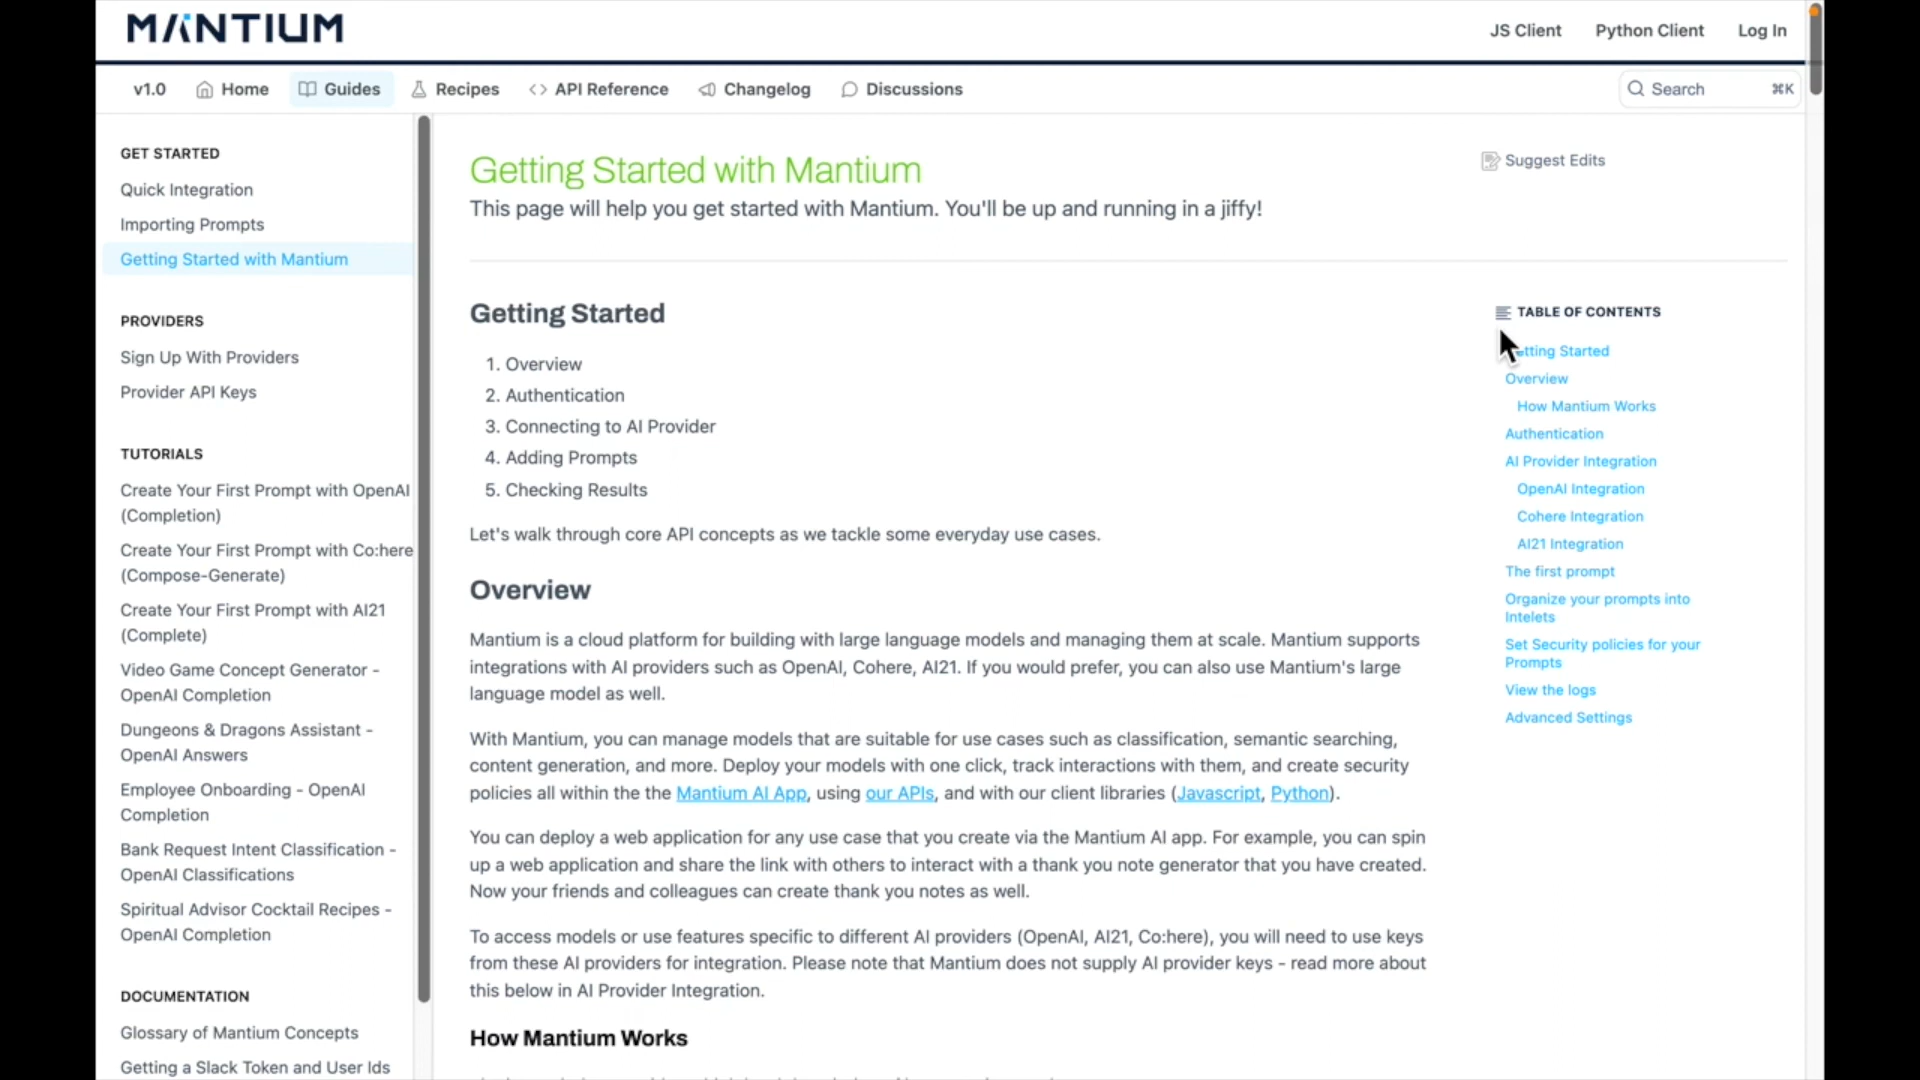 MANTIUM
JS Client
Python Client
Log In
v1.0
Home
Guides
Recipes
API Reference
Changelog
Discussions
Search
⌘K
GET STARTED
Quick Integration
Importing Prompts
Getting Started with Mantium
PROVIDERS
Sign Up With Providers
Provider API Keys
TUTORIALS
Create Your First Prompt with OpenAI
(Completion)
Create Your First Prompt with Co:here
(Compose-Generate)
Create Your First Prompt with AI21
(Complete)
Video Game Concept Generator -
OpenAI Completion
Dungeons & Dragons Assistant -
OpenAI Answers
Employee Onboarding - OpenAI
Completion
Bank Request Intent Classification -
OpenAI Classifications
Spiritual Advisor Cocktail Recipes -
OpenAI Completion
DOCUMENTATION
Glossary of Mantium Concepts
Getting a Slack Token and User Ids
Getting Started with Mantium
This page will help you get started with Mantium. You'll be up and running in a jiffy!
Suggest Edits
Getting Started
1. Overview
2. Authentication
3. Connecting to AI Provider
4. Adding Prompts
5. Checking Results
Let's walk through core API concepts as we tackle some everyday use cases.
Overview
Mantium is a cloud platform for building with large language models and managing them at scale. Mantium supports
integrations with AI providers such as OpenAI, Cohere, AI21. If you would prefer, you can also use Mantium's large
language model as well.
With Mantium, you can manage models that are suitable for use cases such as classification, semantic searching,
content generation, and more. Deploy your models with one click, track interactions with them, and create security
policies all within the the Mantium AI App, using our APIs, and with our client libraries (Javascript, Python).
You can deploy a web application for any use case that you create via the Mantium AI app. For example, you can spin
up a web application and share the link with others to interact with a thank you note generator that you have created.
Now your friends and colleagues can create thank you notes as well.
To access models or use features specific to different AI providers (OpenAI, AI21, Co:here), you will need to use keys
from these AI providers for integration. Please note that Mantium does not supply AI provider keys - read more about
this below in AI Provider Integration.
How Mantium Works
TABLE OF CONTENTS
tting Started
Overview
How Mantium Works
Authentication
AI Provider Integration
OpenAI Integration
Cohere Integration
AI21 Integration
The first prompt
Organize your prompts into
Intelets
Set Security policies for your
Prompts
View the logs
Advanced Settings